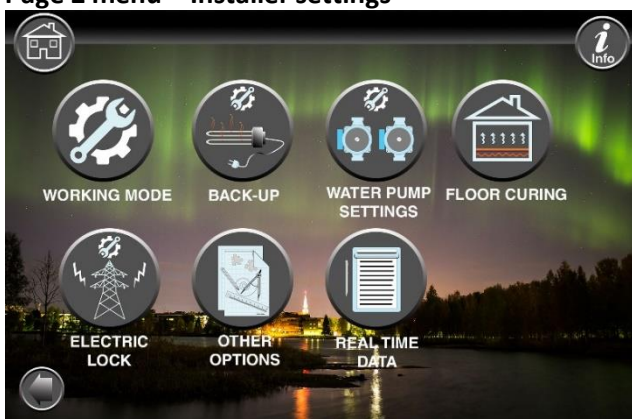 Page 2 menu – Installer settings
i
Info
WORKING MODE
BACK-UP
WATER PUMP
SETTINGS
FLOOR CURING
ELECTRIC
LOCK
OTHER
OPTIONS
REAL TIME
DATA